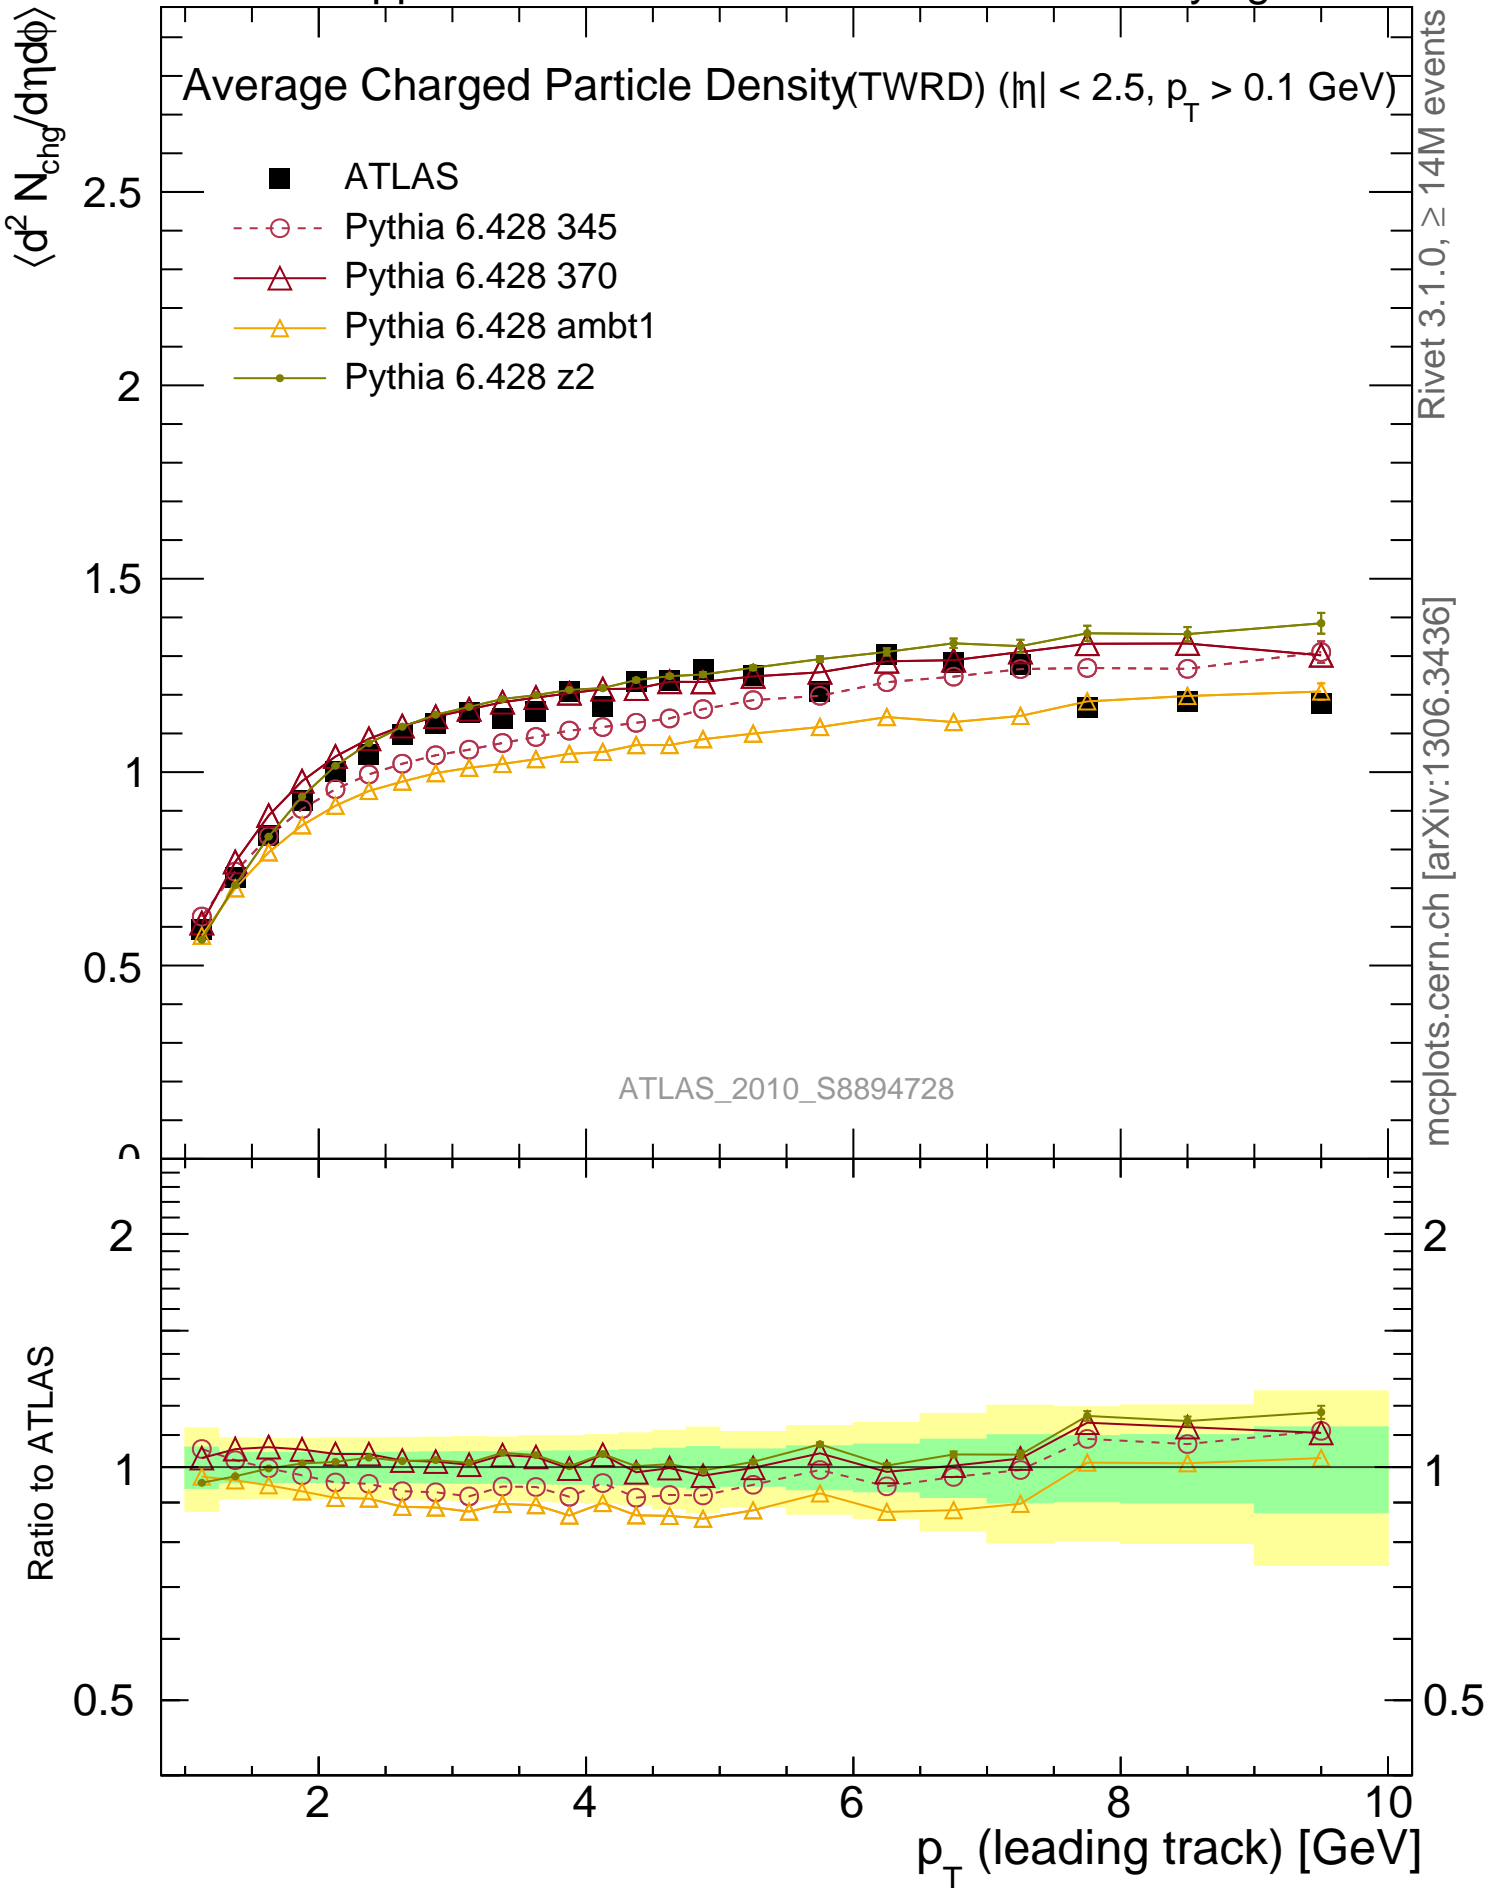 ⟨d² N_chg/dηdϕ⟩
Average Charged Particle Density (TWRD) (|η| < 2.5, p_T > 0.1 GeV)
ATLAS
Pythia 6.428 345
Pythia 6.428 370
Pythia 6.428 ambt1
Pythia 6.428 z2
2.5
2
1.5
1
0.5
0
ATLAS_2010_S8894728
Rivet 3.1.0, ≥ 14M events
mcplots.cern.ch [arXiv:1306.3436]
Ratio to ATLAS
2
1
0.5
2
1
0.5
2 4 6 8 10
p_T (leading track) [GeV]